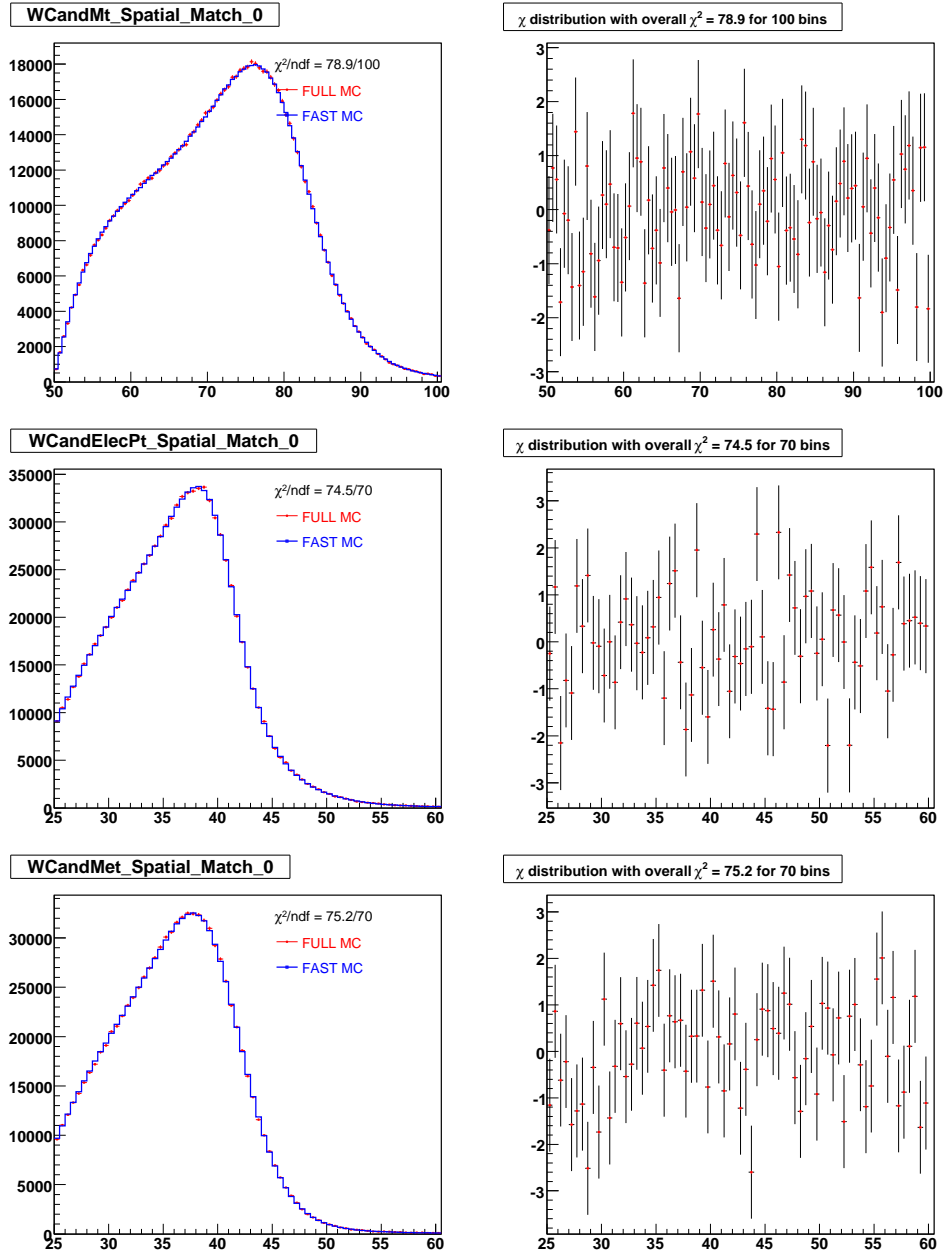 WCandMt_Spatial_Match_0
χ²/ndf = 78.9/100
FULL MC
FAST MC
18000
16000
14000
12000
10000
8000
6000
4000
2000
0
50 60 70 80 90 100
χ distribution with overall χ² = 78.9 for 100 bins
3
2
1
0
-1
-2
-3
50 60 70 80 90 100
WCandElecPt_Spatial_Match_0
χ²/ndf = 74.5/70
FULL MC
FAST MC
35000
30000
25000
20000
15000
10000
5000
0
25 30 35 40 45 50 55 60
χ distribution with overall χ² = 74.5 for 70 bins
3
2
1
0
-1
-2
-3
25 30 35 40 45 50 55 60
WCandMet_Spatial_Match_0
χ²/ndf = 75.2/70
FULL MC
FAST MC
30000
25000
20000
15000
10000
5000
0
25 30 35 40 45 50 55 60
χ distribution with overall χ² = 75.2 for 70 bins
3
2
1
0
-1
-2
-3
25 30 35 40 45 50 55 60